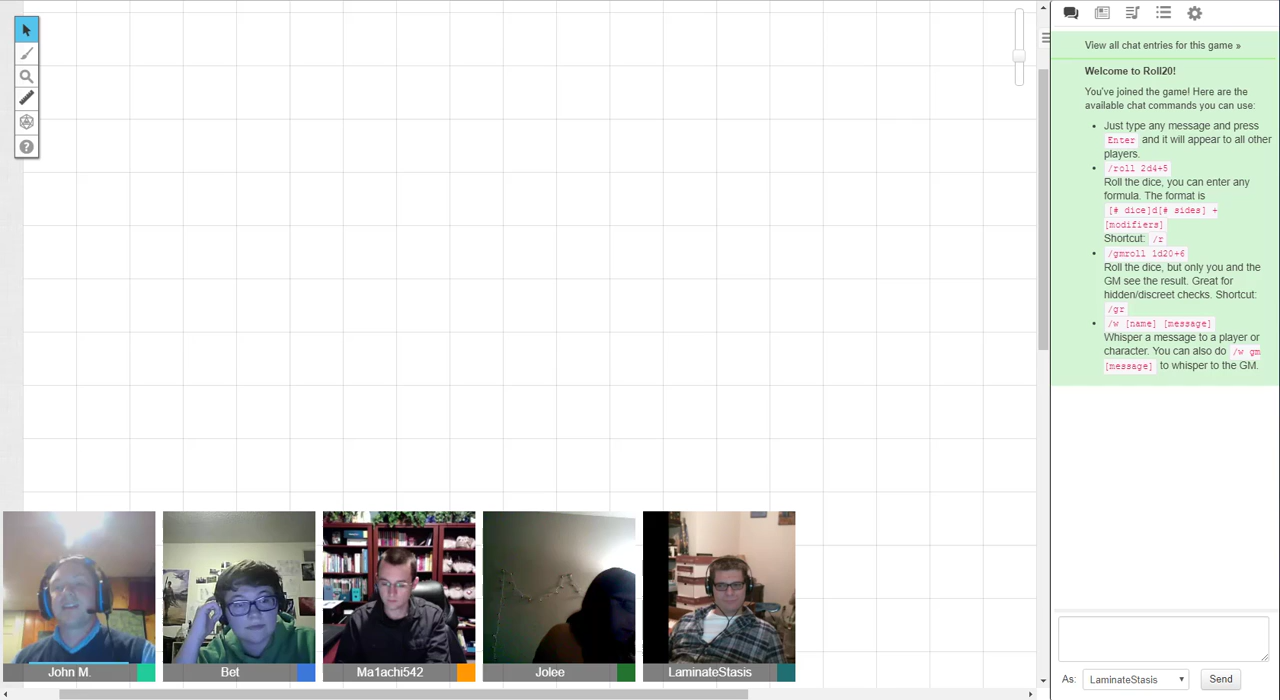 View all chat entries for this game »
Welcome to Roll20!
You've joined the game! Here are the
available chat commands you can use:
Just type any message and press
Enter and it will appear to all other
players.
/roll 2d4+5
Roll the dice, you can enter any
formula. The format is
[# dice]d[# sides] +
[modifiers]
Shortcut: /r
/gmroll 1d20+6
Roll the dice, but only you and the
GM see the result. Great for
hidden/discreet checks. Shortcut:
/gr
/w [name] [message]
Whisper a message to a player or
character. You can also do /w gm
[message] to whisper to the GM.
John M.
Bet
Ma1achi542
Jolee
LaminateStasis
As: LaminateStasis
Send